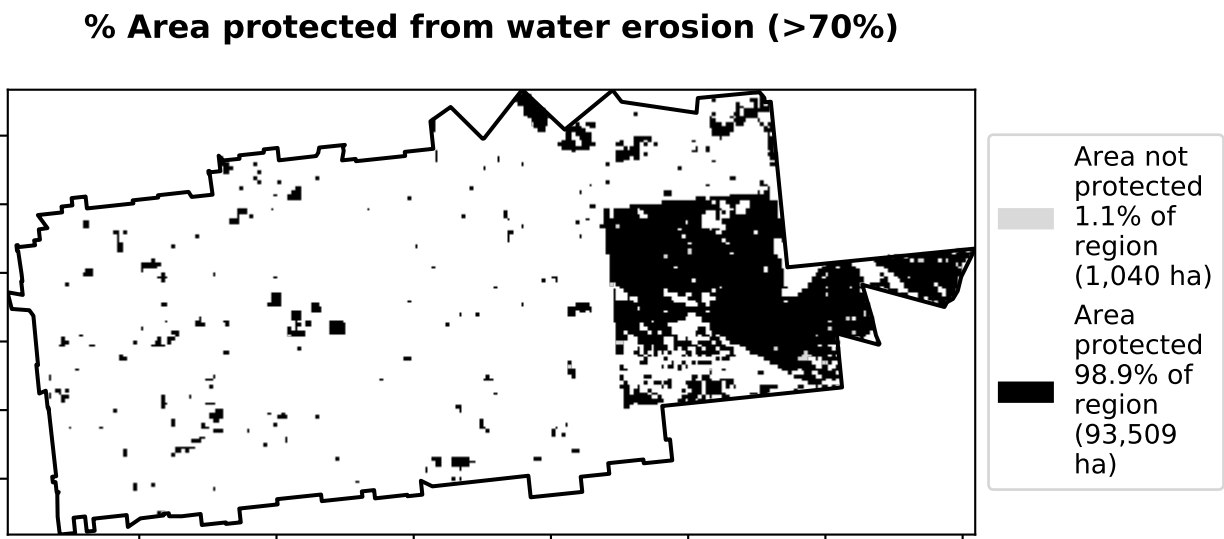 % Area protected from water erosion (>70%)
Area not
protected
1.1% of
region
(1,040 ha)
Area
protected
98.9% of
region
(93,509
ha)